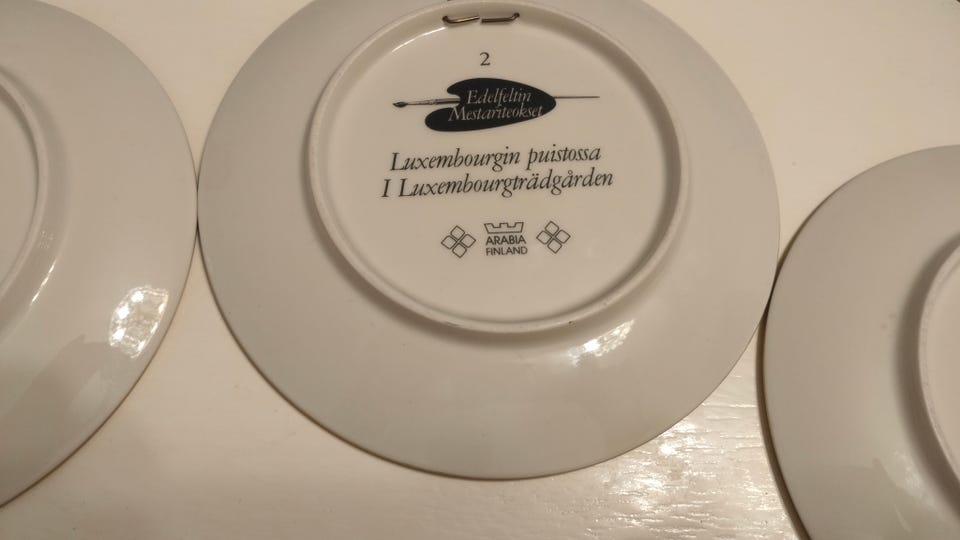 2
Edelfeltin
Mestariteokset
Luxembourgin puistossa
I Luxembourgträdgården
ARABIA
FINLAND